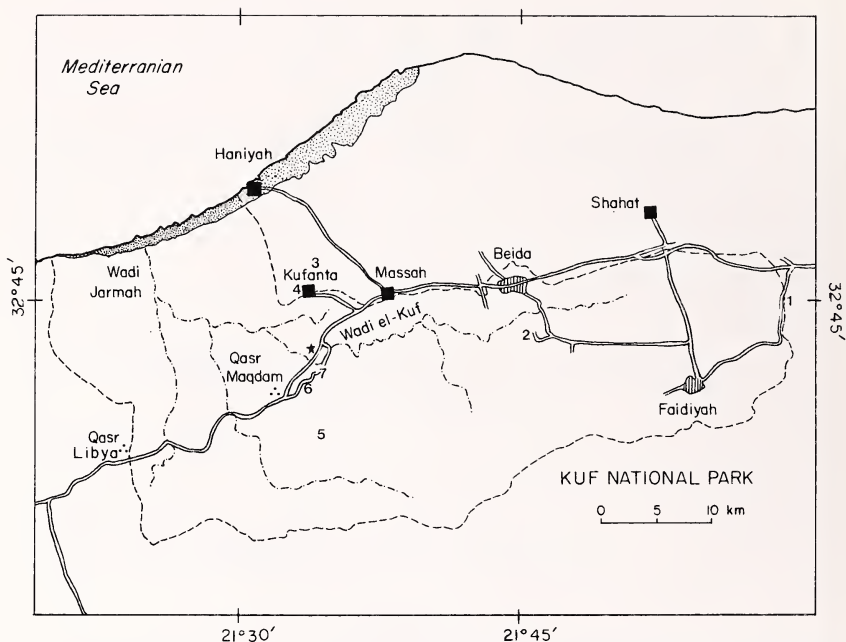 Mediterranian
Sea
Haniyah
Shahat
Wadi
Jarmah
3
Kufanta
4
Massah
Beida
32°45′
32°45′
1
Wadi el-Kuf
2
Qasr
Maqdam
7
6
Faidiyah
5
Qasr
Libya
KUF NATIONAL PARK
0 5 10 km
21°30′
21°45′